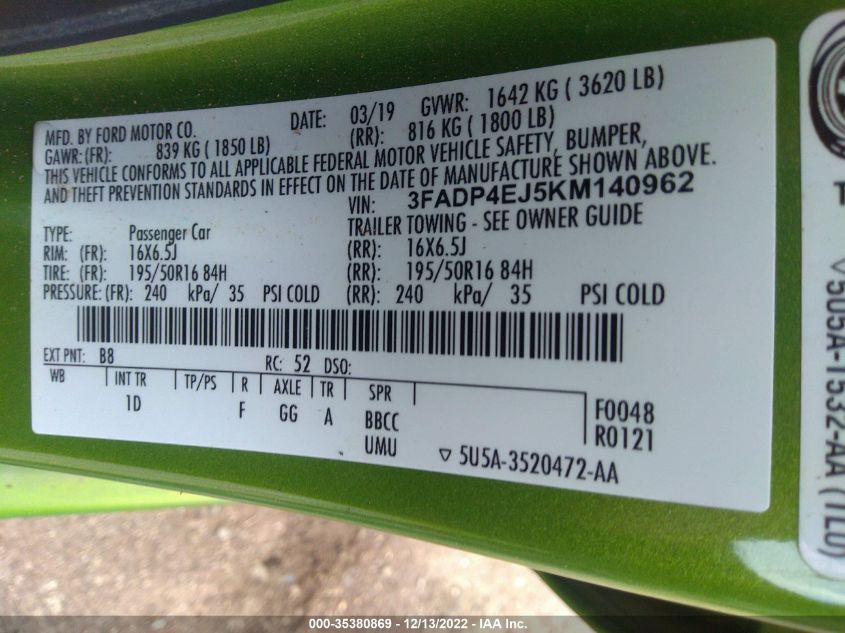 MFD. BY FORD MOTOR CO. DATE: 03/19 GVWR: 1642 KG ( 3620 LB)
GAWR: (FR): 839 KG ( 1850 LB) (RR): 816 KG ( 1800 LB)
THIS VEHICLE CONFORMS TO ALL APPLICABLE FEDERAL MOTOR VEHICLE SAFETY, BUMPER,
AND THEFT PREVENTION STANDARDS IN EFFECT ON THE DATE OF MANUFACTURE SHOWN ABOVE.
VIN: 3FADP4EJ5KM140962
TYPE: Passenger Car TRAILER TOWING - SEE OWNER GUIDE
RIM: (FR): 16X6.5J (RR): 16X6.5J
TIRE: (FR): 195/50R16 84H (RR): 195/50R16 84H
PRESSURE: (FR): 240 kPa/ 35 PSI COLD (RR): 240 kPa/ 35 PSI COLD
EXT PNT: B8 RC: 52 DSO:
WB INT TR TP/PS R AXLE TR SPR
1D F GG A BBCC F0048
UMU R0121
▽ 5U5A-3520472-AA
▽5U5A-1532-AA (TLD)
000-35380869 - 12/13/2022 - IAA Inc.